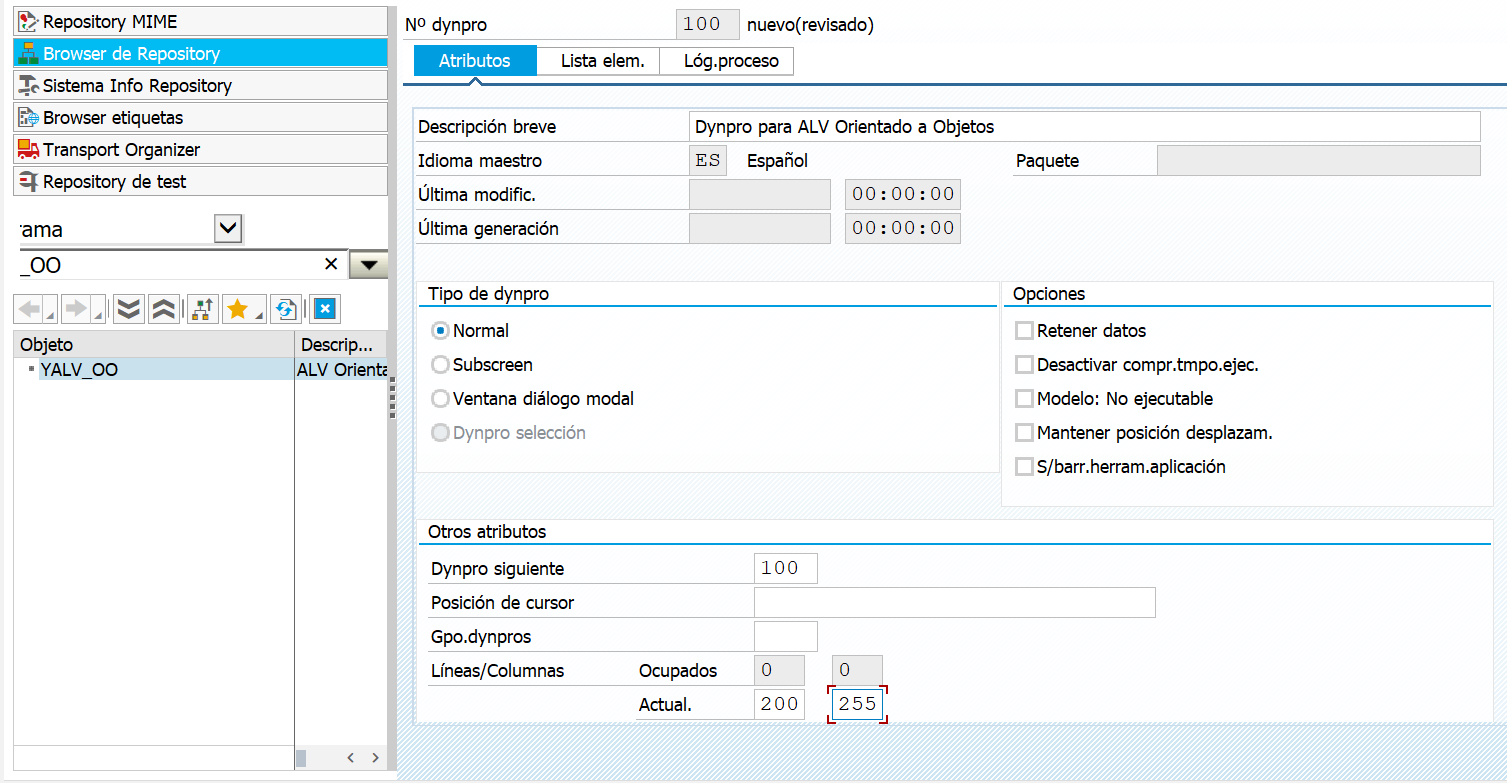 Repository MIME
Browser de Repository
Sistema Info Repository
Browser etiquetas
Transport Organizer
Repository de test
rama
_OO
Objeto Descrip...
YALV_OO ALV Orienta
Nº dynpro 100 nuevo(revisado)
Atributos Lista elem. Lóg.proceso
Descripción breve Dynpro para ALV Orientado a Objetos
Idioma maestro ES Español Paquete
Última modific. 00:00:00
Última generación 00:00:00
Tipo de dynpro
Normal
Subscreen
Ventana diálogo modal
Dynpro selección
Opciones
Retener datos
Desactivar compr.tmpo.ejec.
Modelo: No ejecutable
Mantener posición desplazam.
S/barr.herram.aplicación
Otros atributos
Dynpro siguiente 100
Posición de cursor
Gpo.dynpros
Líneas/Columnas Ocupados 0 0
Actual. 200 255